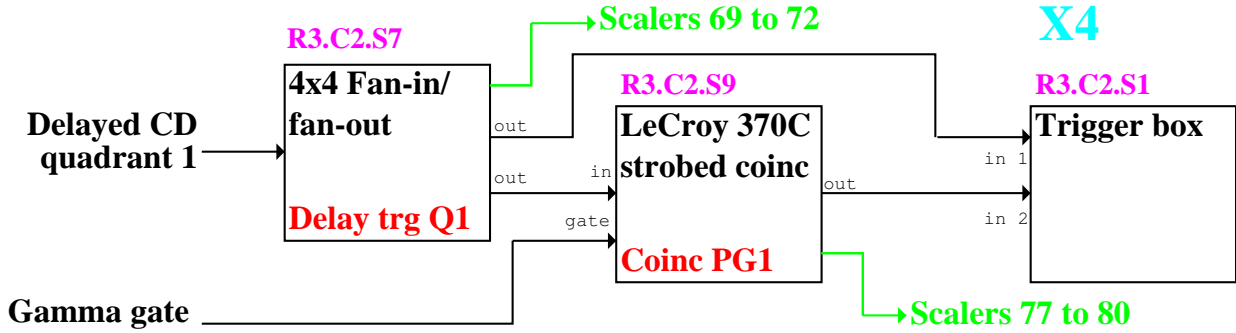 Scalers 69 to 72
X4
R3.C2.S7
4x4 Fan-in/
fan-out
Delay trg Q1
Delayed CD
quadrant 1
out
out
R3.C2.S9
LeCroy 370C
strobed coinc
Coinc PG1
in
gate
out
R3.C2.S1
Trigger box
in 1
in 2
Gamma gate
Scalers 77 to 80